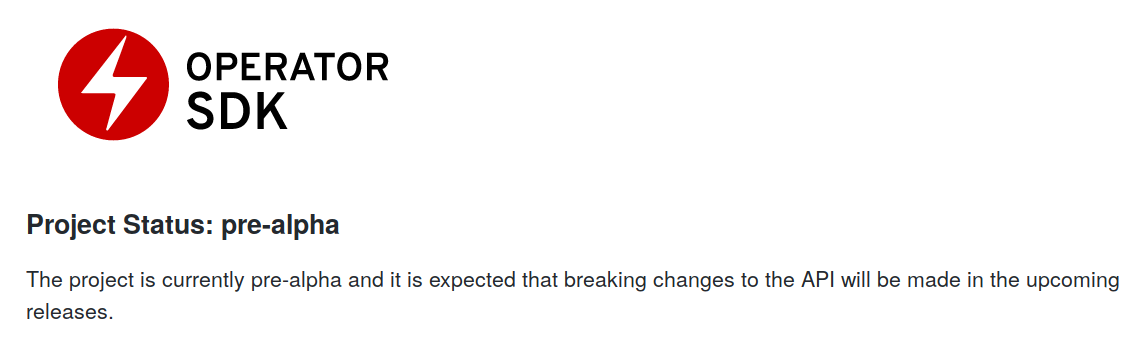 OPERATOR
SDK
Project Status: pre-alpha
The project is currently pre-alpha and it is expected that breaking changes to the API will be made in the upcoming
releases.